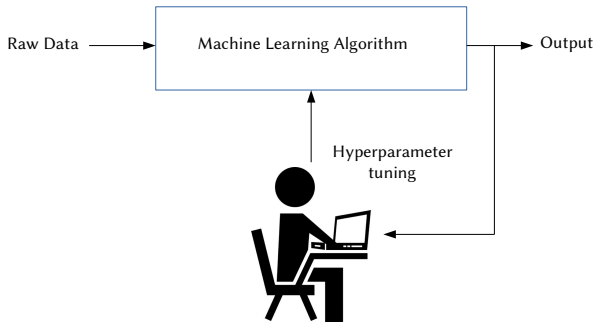 Raw Data
Machine Learning Algorithm
Output
Hyperparameter
tuning